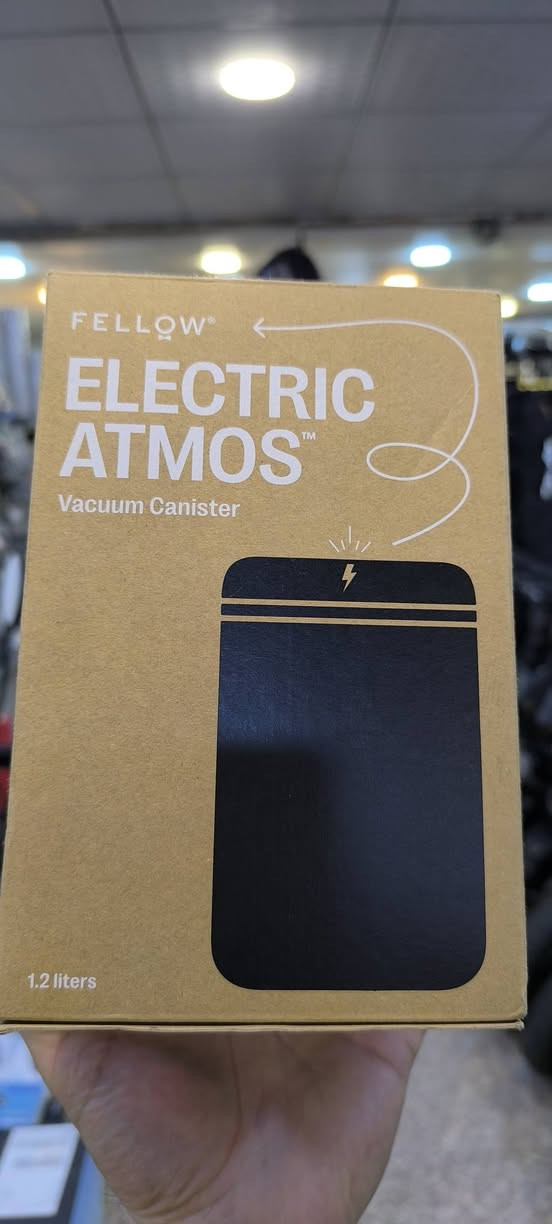 FELLOW®
ELECTRIC
ATMOS™
Vacuum Canister
1.2 liters